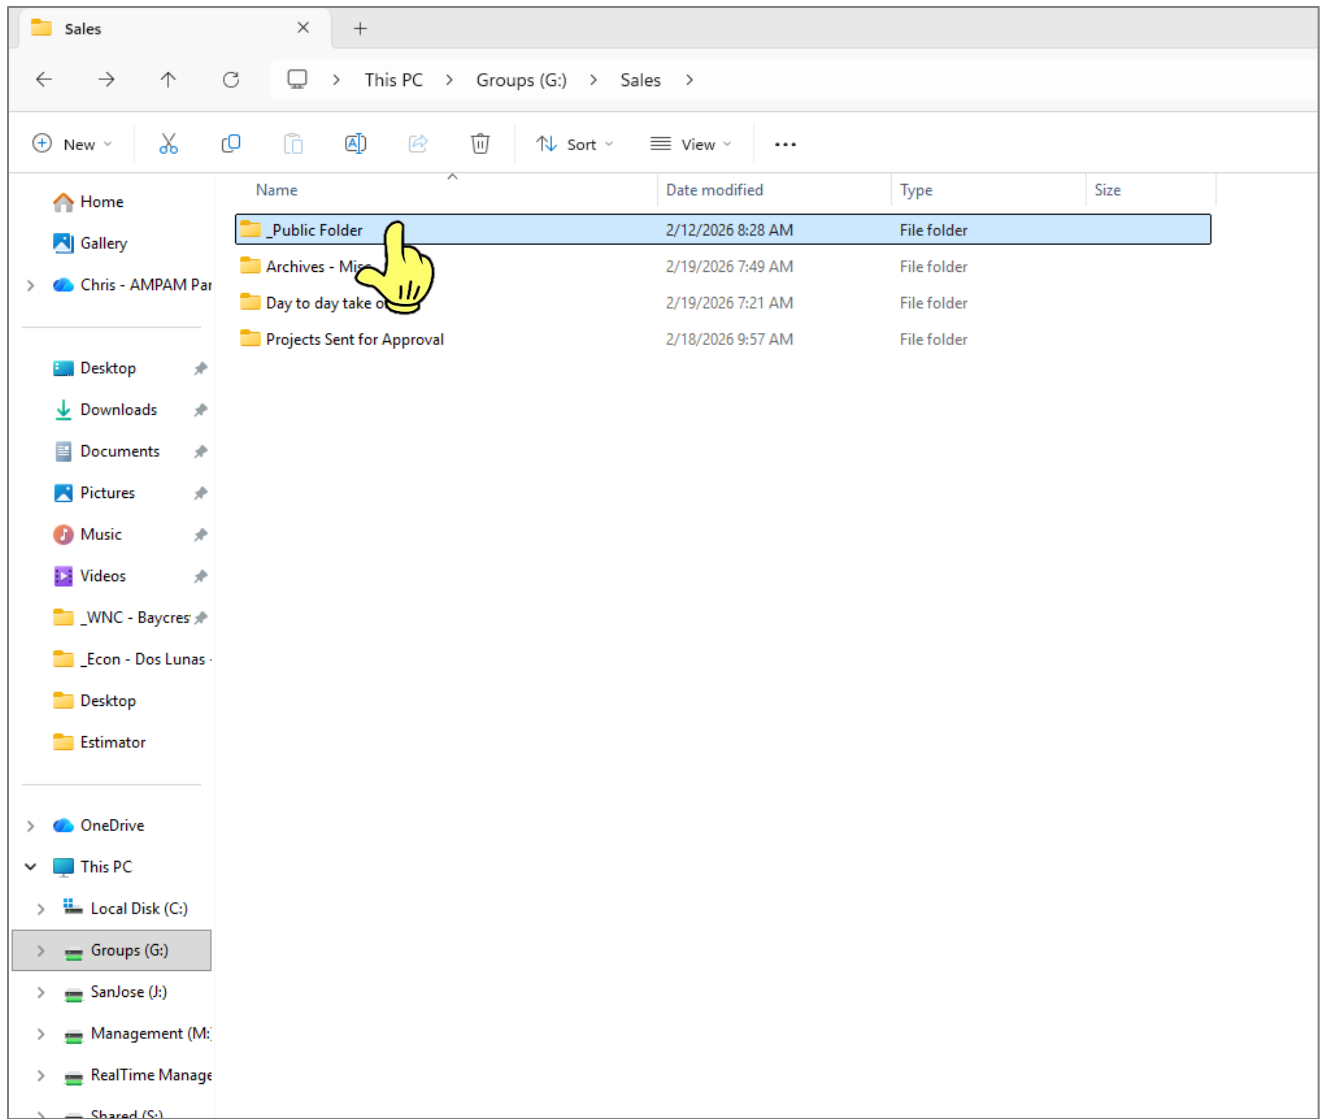 Sales
This PC > Groups (G:) > Sales >
New
Sort
View
Name
Date modified
Type
Size
_Public Folder 2/12/2026 8:28 AM File folder
Archives - Misc 2/19/2026 7:49 AM File folder
Day to day take o 2/19/2026 7:21 AM File folder
Projects Sent for Approval 2/18/2026 9:57 AM File folder
Home
Gallery
Chris - AMPAM Par
Desktop
Downloads
Documents
Pictures
Music
Videos
_WNC - Baycres
_Econ - Dos Lunas -
Desktop
Estimator
OneDrive
This PC
Local Disk (C:)
Groups (G:)
SanJose (J:)
Management (M:
RealTime Manage
Shared (S:)